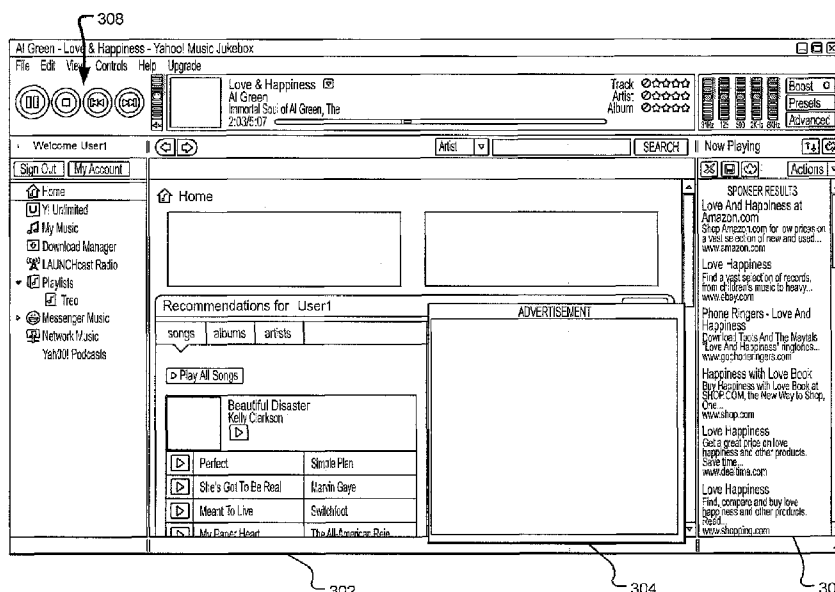 308
Al Green - Love & Happiness - Yahoo! Music Jukebox
File Edit View Controls Help Upgrade
Love & Happiness
Al Green
Immortal Soul of Al Green, The
2:03/5:07
Track
Artist
Album
Boost
Presets
Advanced
Welcome User1
Artist
SEARCH
Now Playing
Sign Out My Account
Actions
Home
Y! Unlimited
My Music
Download Manager
LAUNCHcast Radio
Playlists
Treo
Messenger Music
Network Music
Yah00! Podcasts
Home
Recommendations for User1
songs albums artists
Play All Songs
Beautiful Disaster
Kelly Clarkson
Perfect Simple Plan
She's Got To Be Real Marvin Gaye
Meant To Live Switchfoot
My Paper Heart The All-American Reje
ADVERTISEMENT
SPONSER RESULTS
Love And Happiness at
Amazon.com
Shop Amazon.com for low prices on
a vast selection of new and used...
www.amazon.com
Love Happiness
Find a vast selection of records,
from children's music to heavy...
www.ebay.com
Phone Ringers - Love And
Happiness
Download Toots And The Maytals
"Love And Happiness" ringtones...
www.gophoneringers.com
Happiness with Love Book
Buy Happiness with Love Book at
SHOP.COM, the New Way to Shop,
One...
www.shop.com
Love Happiness
Get a great price on love
happiness and other products.
Save time...
www.dealtime.com
Love Happiness
Find, compare and buy love
happiness and other products.
Read...
www.shopping.com
302
304